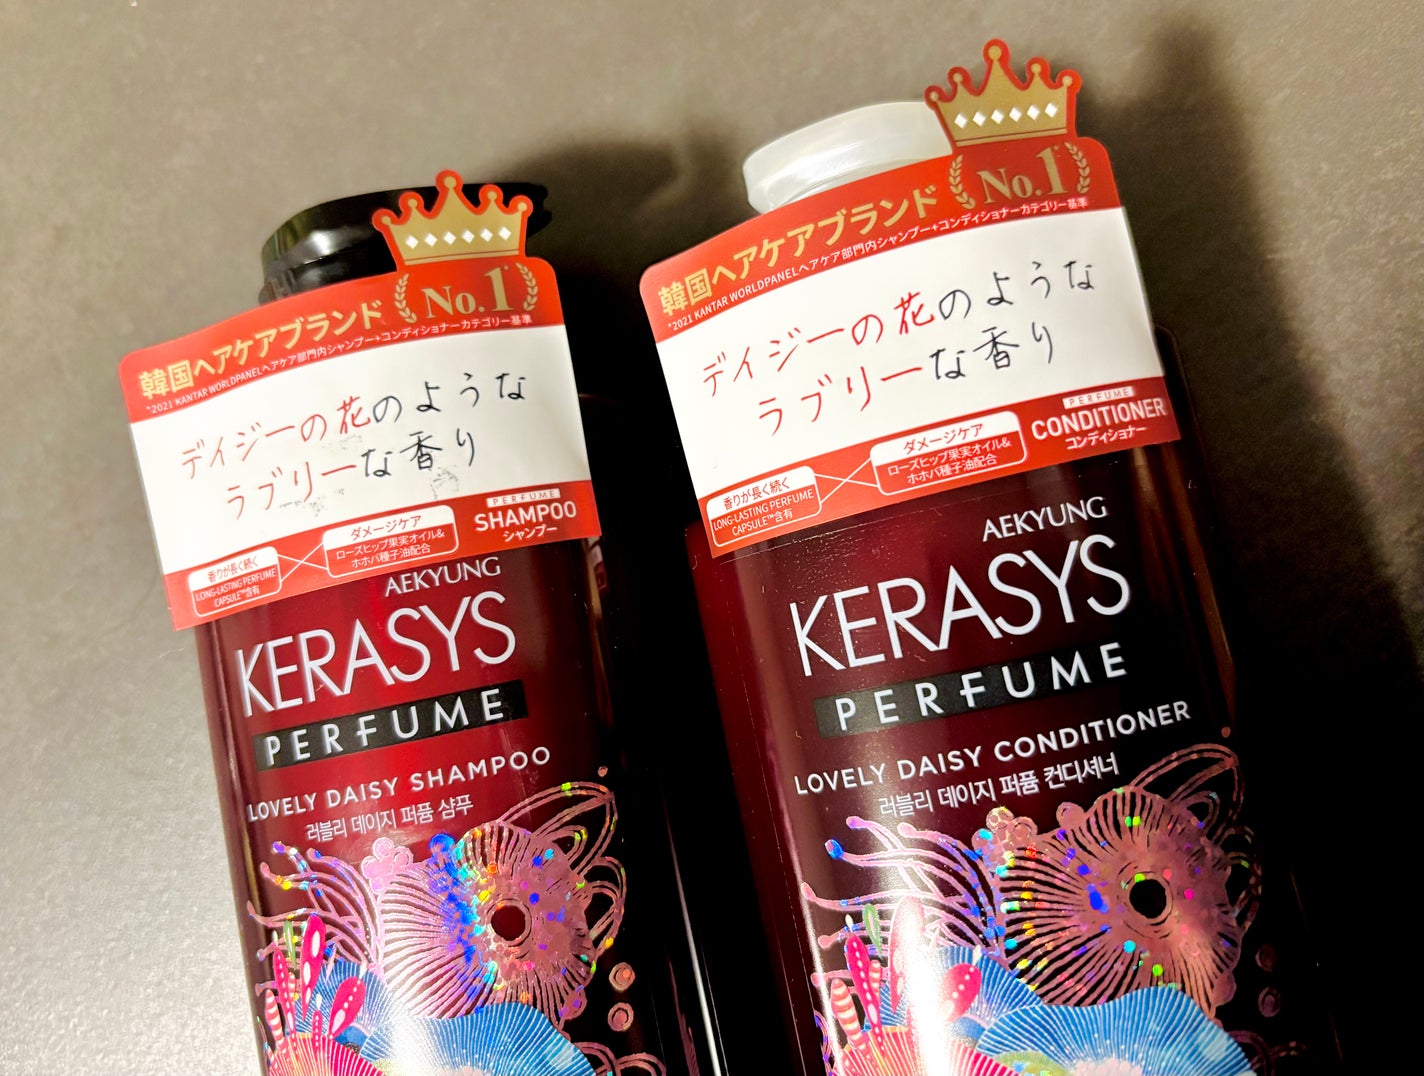 韓国ヘアケアブランド No.1*
*2021 KANTAR WORLDPANELヘアケア部門内シャンプー+コンディショナーカテゴリー基準
デイジーの花のような
ラブリーな香り
香りが長く続く
LONG-LASTING PERFUME
CAPSULE™含有
ダメージケア
ローズヒップ果実オイル&
ホホバ種子油配合
PERFUME
SHAMPOO
シャンプー
AEKYUNG
KERASYS
PERFUME
LOVELY DAISY SHAMPOO
러블리 데이지 퍼퓸 샴푸
韓国ヘアケアブランド No.1*
*2021 KANTAR WORLDPANELヘアケア部門内シャンプー+コンディショナーカテゴリー基準
デイジーの花のような
ラブリーな香り
香りが長く続く
LONG-LASTING PERFUME
CAPSULE™含有
ダメージケア
ローズヒップ果実オイル&
ホホバ種子油配合
PERFUME
CONDITIONER
コンディショナー
AEKYUNG
KERASYS
PERFUME
LOVELY DAISY CONDITIONER
러블리 데이지 퍼퓸 컨디셔너